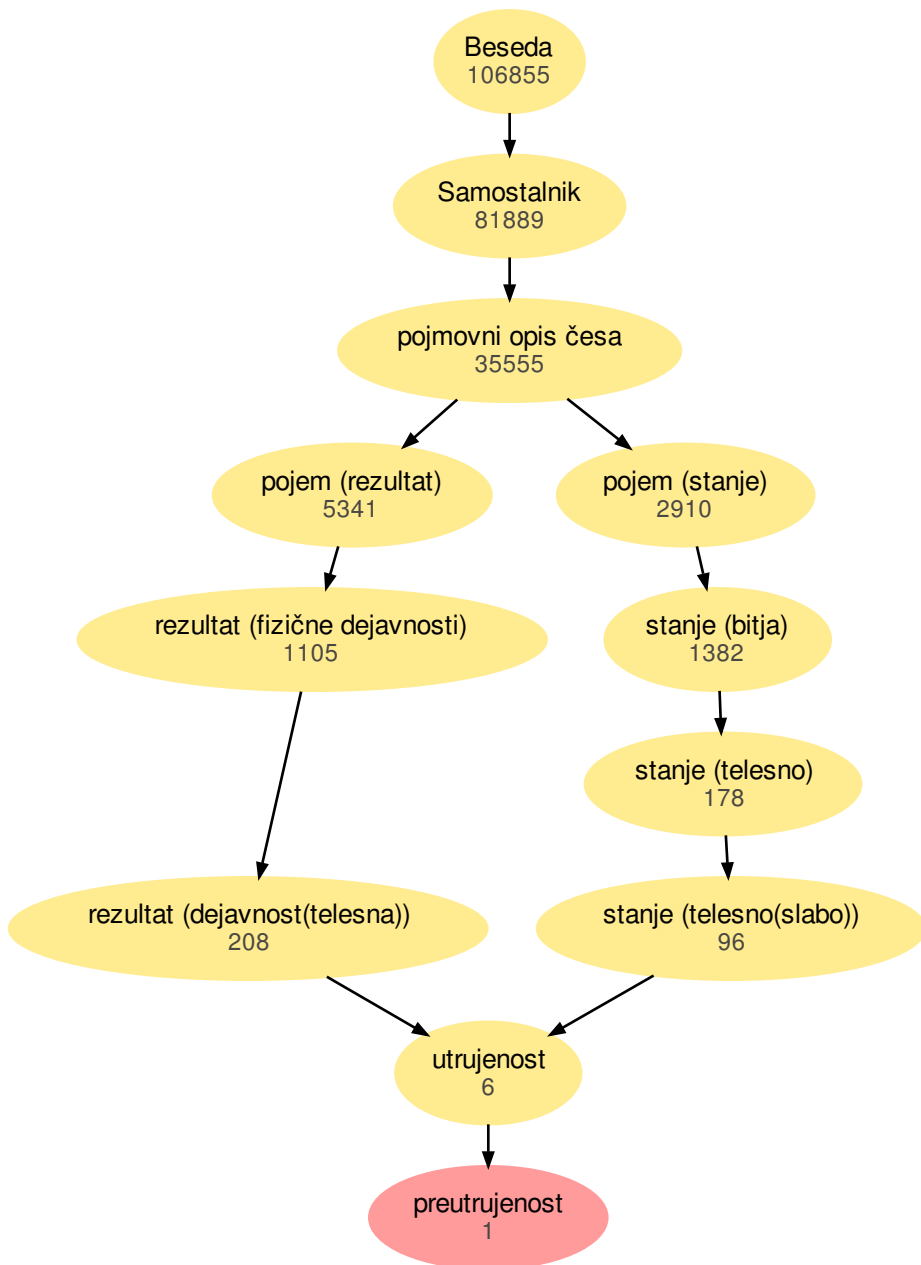 Beseda
106855
Samostalnik
81889
pojmovni opis česa
35555
pojem (rezultat)
5341
pojem (stanje)
2910
rezultat (fizične dejavnosti)
1105
stanje (bitja)
1382
stanje (telesno)
178
rezultat (dejavnost(telesna))
208
stanje (telesno(slabo))
96
utrujenost
6
preutrujenost
1